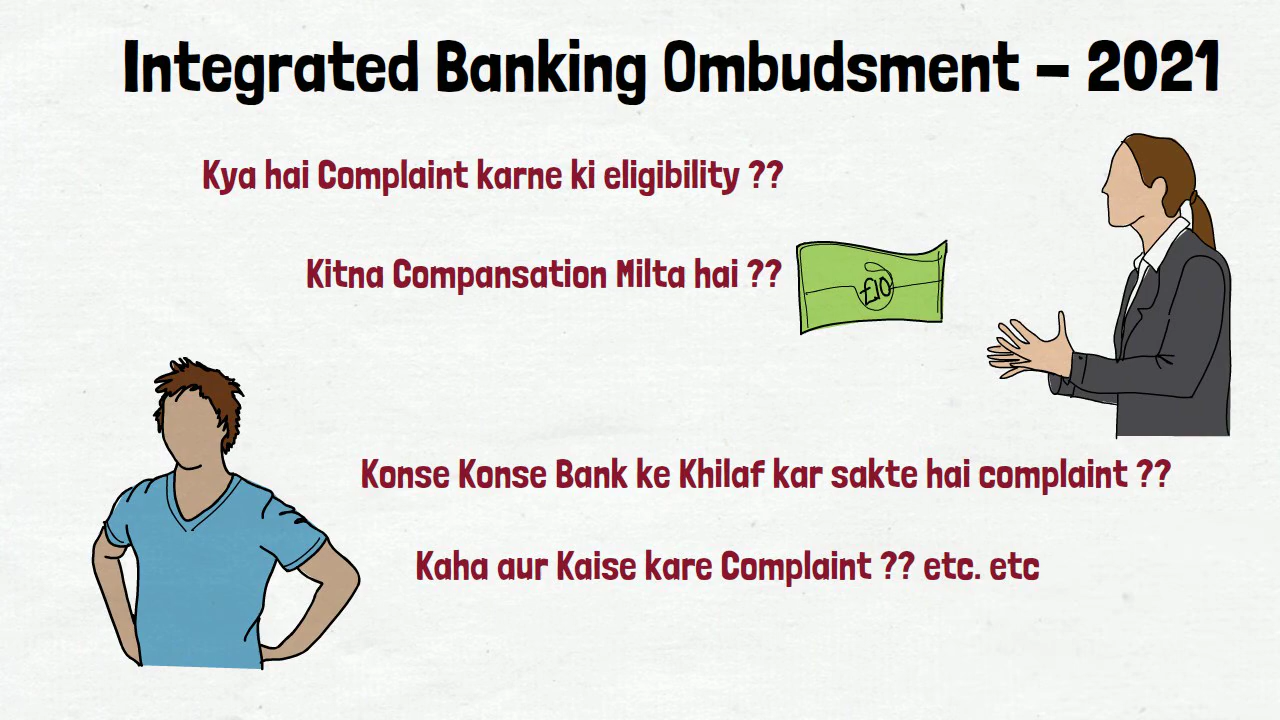 Integrated Banking Ombudsment – 2021
Kya hai Complaint karne ki eligibility ??
Kitna Compansation Milta hai ??
£10
Konse Konse Bank ke Khilaf kar sakte hai complaint ??
Kaha aur Kaise kare Complaint ?? etc. etc